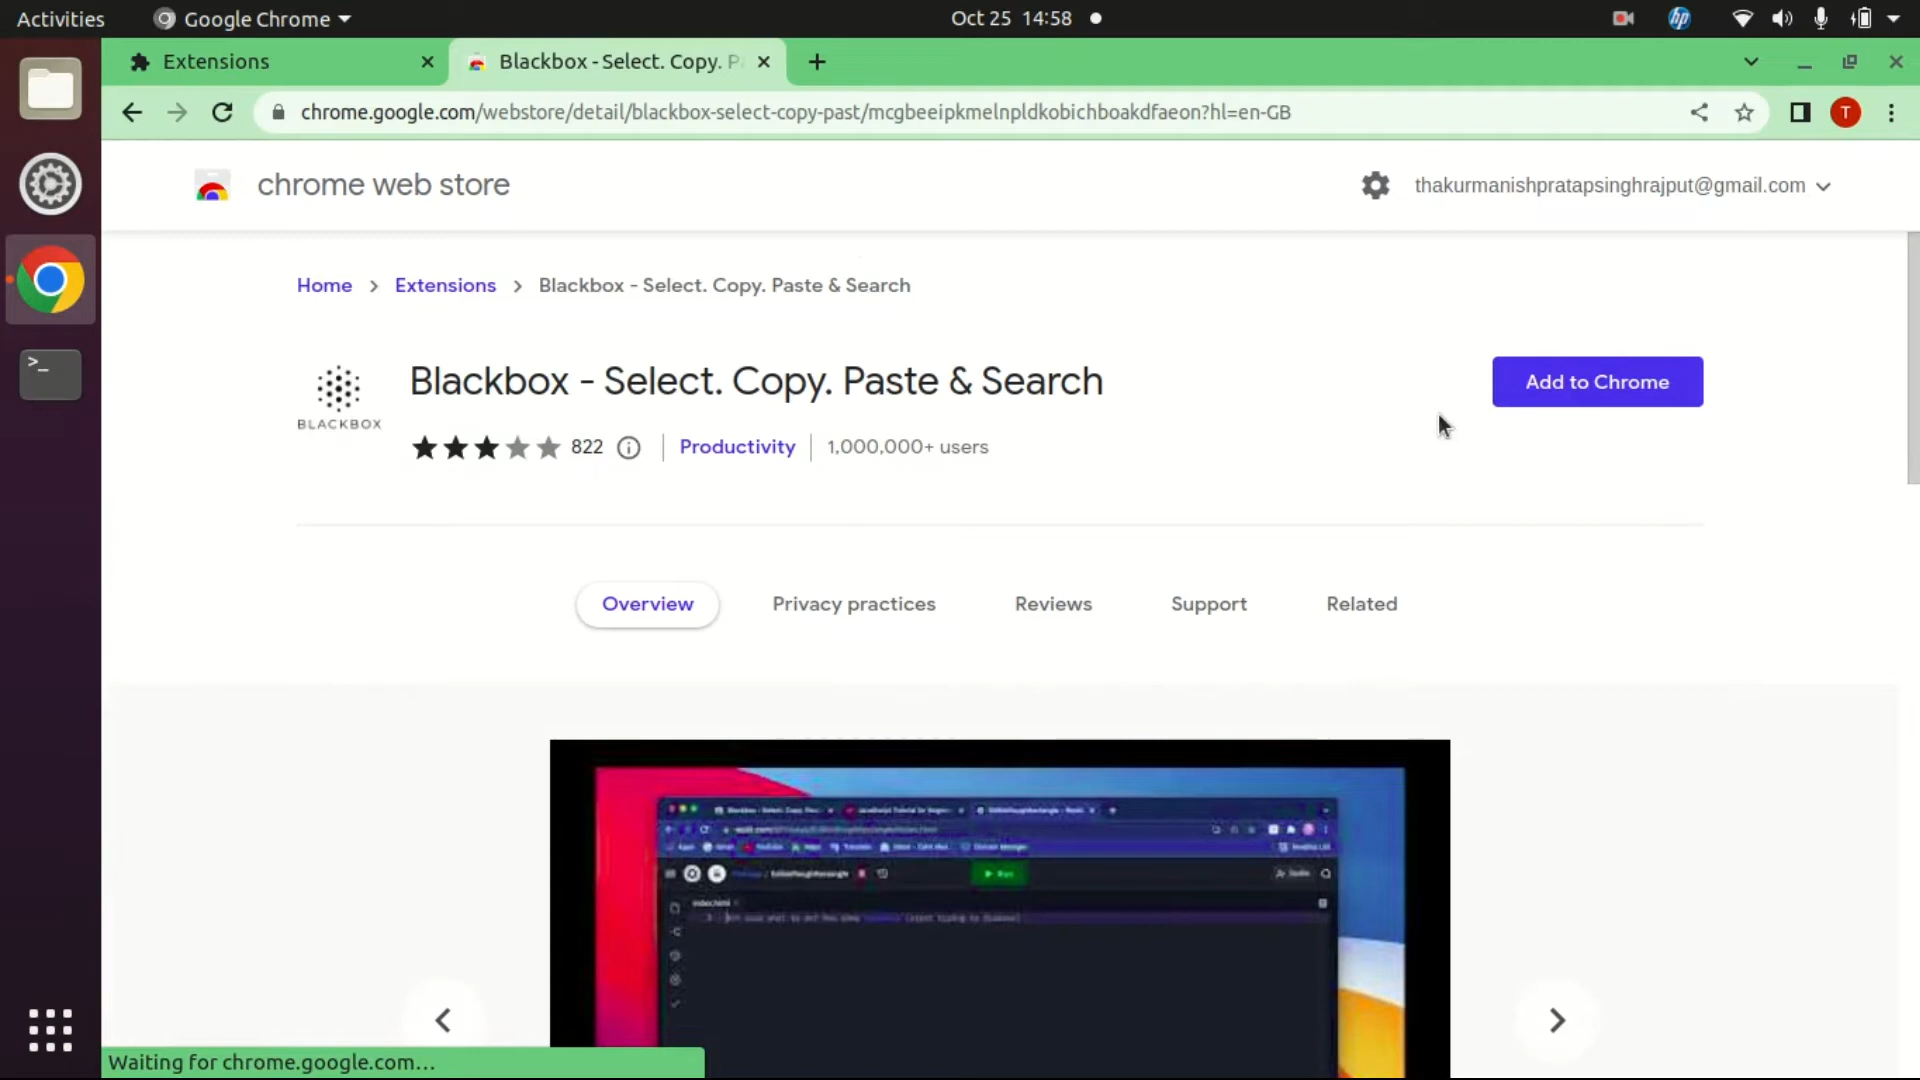 Activities
Google Chrome
Oct 25 14:58
Extensions
Blackbox - Select. Copy. P
chrome.google.com/webstore/detail/blackbox-select-copy-past/mcgbeeipkmelnpldkobichboakdfaeon?hl=en-GB
T
chrome web store
thakurmanishpratapsinghrajput@gmail.com
Home > Extensions > Blackbox - Select. Copy. Paste & Search
Blackbox - Select. Copy. Paste & Search
Add to Chrome
BLACKBOX
822
Productivity
1,000,000+ users
Overview
Privacy practices
Reviews
Support
Related
Run
Waiting for chrome.google.com...